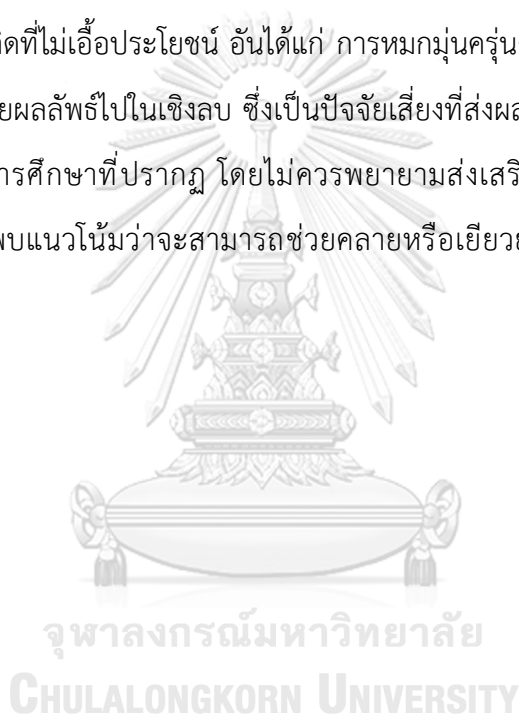 ิดที่ไม่เอื้อประโยชน์ อันได้แก่ การหมกมุ่นครุ่น
ยผลลัพธ์ไปในเชิงลบ ซึ่งเป็นปัจจัยเสี่ยงที่ส่งผล
ารศึกษาที่ปรากฏ โดยไม่ควรพยายามส่งเสริ
พบแนวโน้มว่าจะสามารถช่วยคลายหรือเยียวย
จุฬาลงกรณ์มหาวิทยาลัย
CHULALONGKORN UNIVERSITY